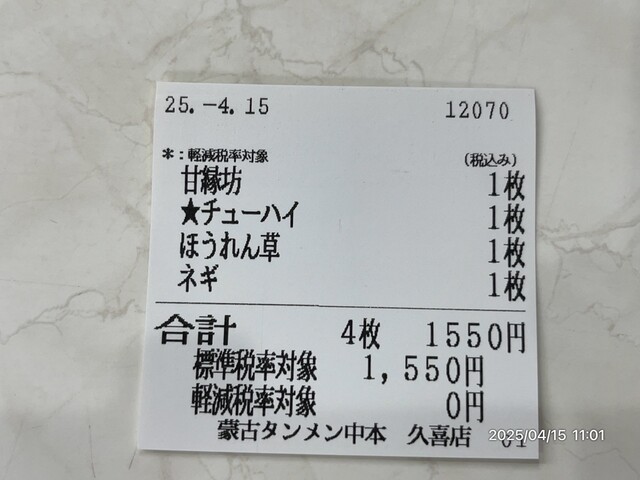 25.-4.15 12070
*:軽減税率対象 (税込み)
甘縁坊 1枚
★チューハイ 1枚
ほうれん草 1枚
ネギ 1枚
合計 4枚 1550円
標準税率対象 1,550円
軽減税率対象 0円
蒙古タンメン中本 久喜店 01
2025/04/15 11:01